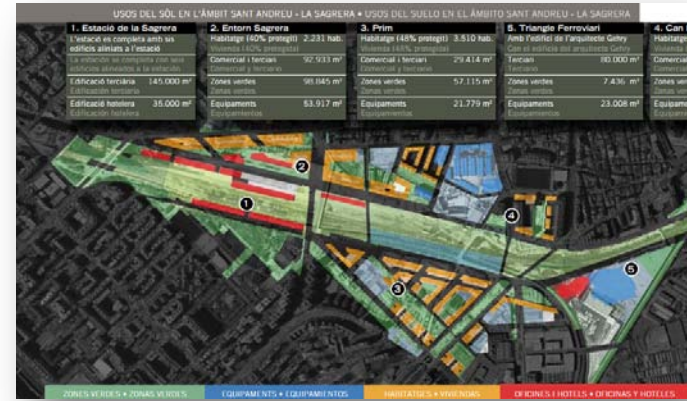 USOS DEL SÒL EN L'ÀMBIT SANT ANDREU - LA SAGRERA • USOS DEL SUELO EN EL ÁMBITO SANT ANDREU - LA SAGRERA
1. Estació de la Sagrera
L'estació es completa amb sis
edificis aliniats a l'estació
La estación se completa con seis
edificios alineados a la estación
Edificació terciària 145.000 m²
Edificación terciaria
Edificació hotelera 35.000 m²
Edificación hotelera
2. Entorn Sagrera
Habitatge (40% protegit) 2.231 hab.
Vivienda (40% protegida)
Comercial i terciari 92.933 m²
Comercial y terciario
Zones verdes 98.845 m²
Zonas verdes
Equipaments 53.917 m²
Equipamientos
3. Prim
Habitatge (48% protegit) 3.510 hab.
Vivienda (48% protegida)
Comercial i terciari 29.414 m²
Comercial y terciario
Zones verdes 57.115 m²
Zonas verdes
Equipaments 21.779 m²
Equipamientos
5. Triangle Ferroviari
Amb l'edifici de l'arquitecte Gehry
Con el edificio del arquitecto Gehry
Terciari 80.000 m²
Terciario
Zones verdes 7.436 m²
Zonas verdes
Equipaments 23.008 m²
Equipamientos
4. Can
1
2
3
4
5
ZONES VERDES • ZONAS VERDES
EQUIPAMENTS • EQUIPAMIENTOS
HABITATGES • VIVIENDAS
OFICINES I HOTELS • OFICINAS Y HOTELES